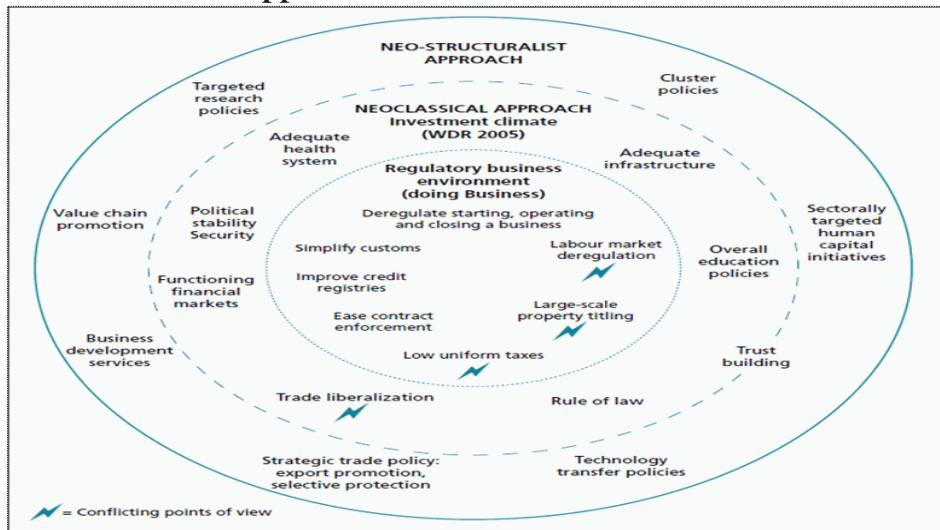 NEO-STRUCTURALIST
APPROACH
Targeted
research
policies
Cluster
policies
NEOCLASSICAL APPROACH
Investment climate
(WDR 2005)
Adequate
health
system
Adequate
infrastructure
Regulatory business
environment
(doing Business)
Value chain
promotion
Political
stability
Security
Deregulate starting, operating
and closing a business
Sectorally
targeted
human
capital
initiatives
Simplify customs
Labour market
deregulation
Overall
education
policies
Functioning
financial
markets
Improve credit
registries
Large-scale
property titling
Ease contract
enforcement
Business
development
services
Low uniform taxes
Trust
building
Trade liberalization
Rule of law
Strategic trade policy:
export promotion,
selective protection
Technology
transfer policies
= Conflicting points of view